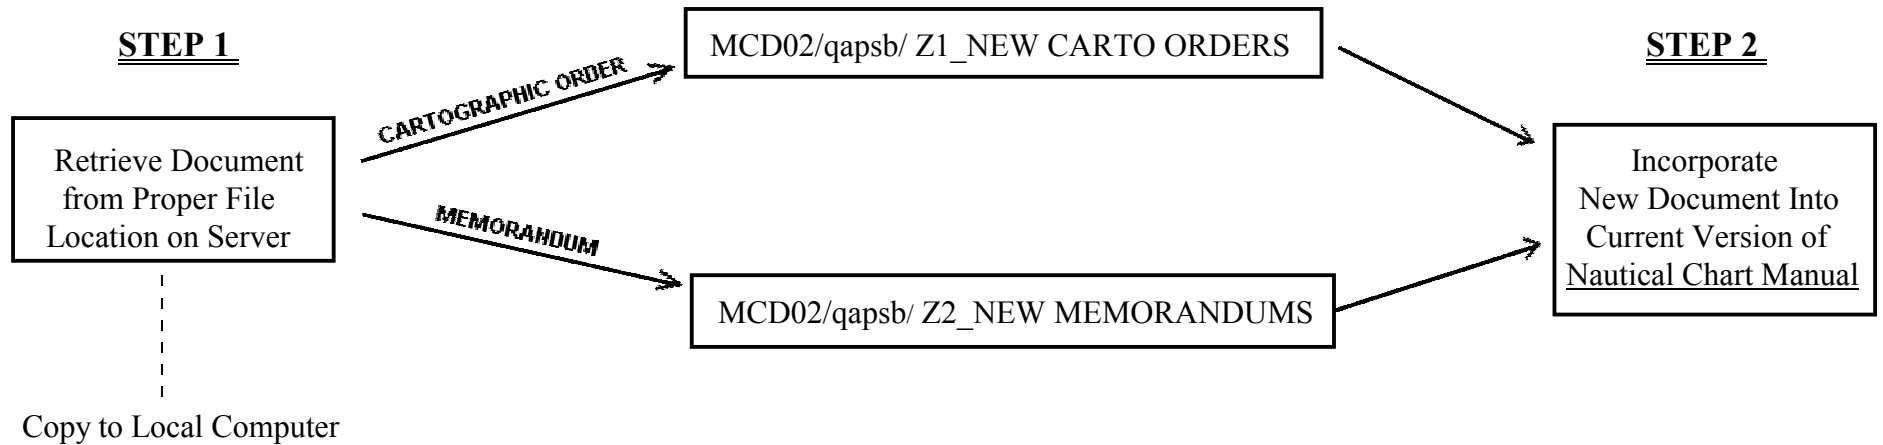 STEP 1
Retrieve Document
from Proper File
Location on Server
Copy to Local Computer
CARTOGRAPHIC ORDER
MCD02/qapsb/ Z1_NEW CARTO ORDERS
MEMORANDUM
MCD02/qapsb/ Z2_NEW MEMORANDUMS
STEP 2
Incorporate
New Document Into
Current Version of
Nautical Chart Manual